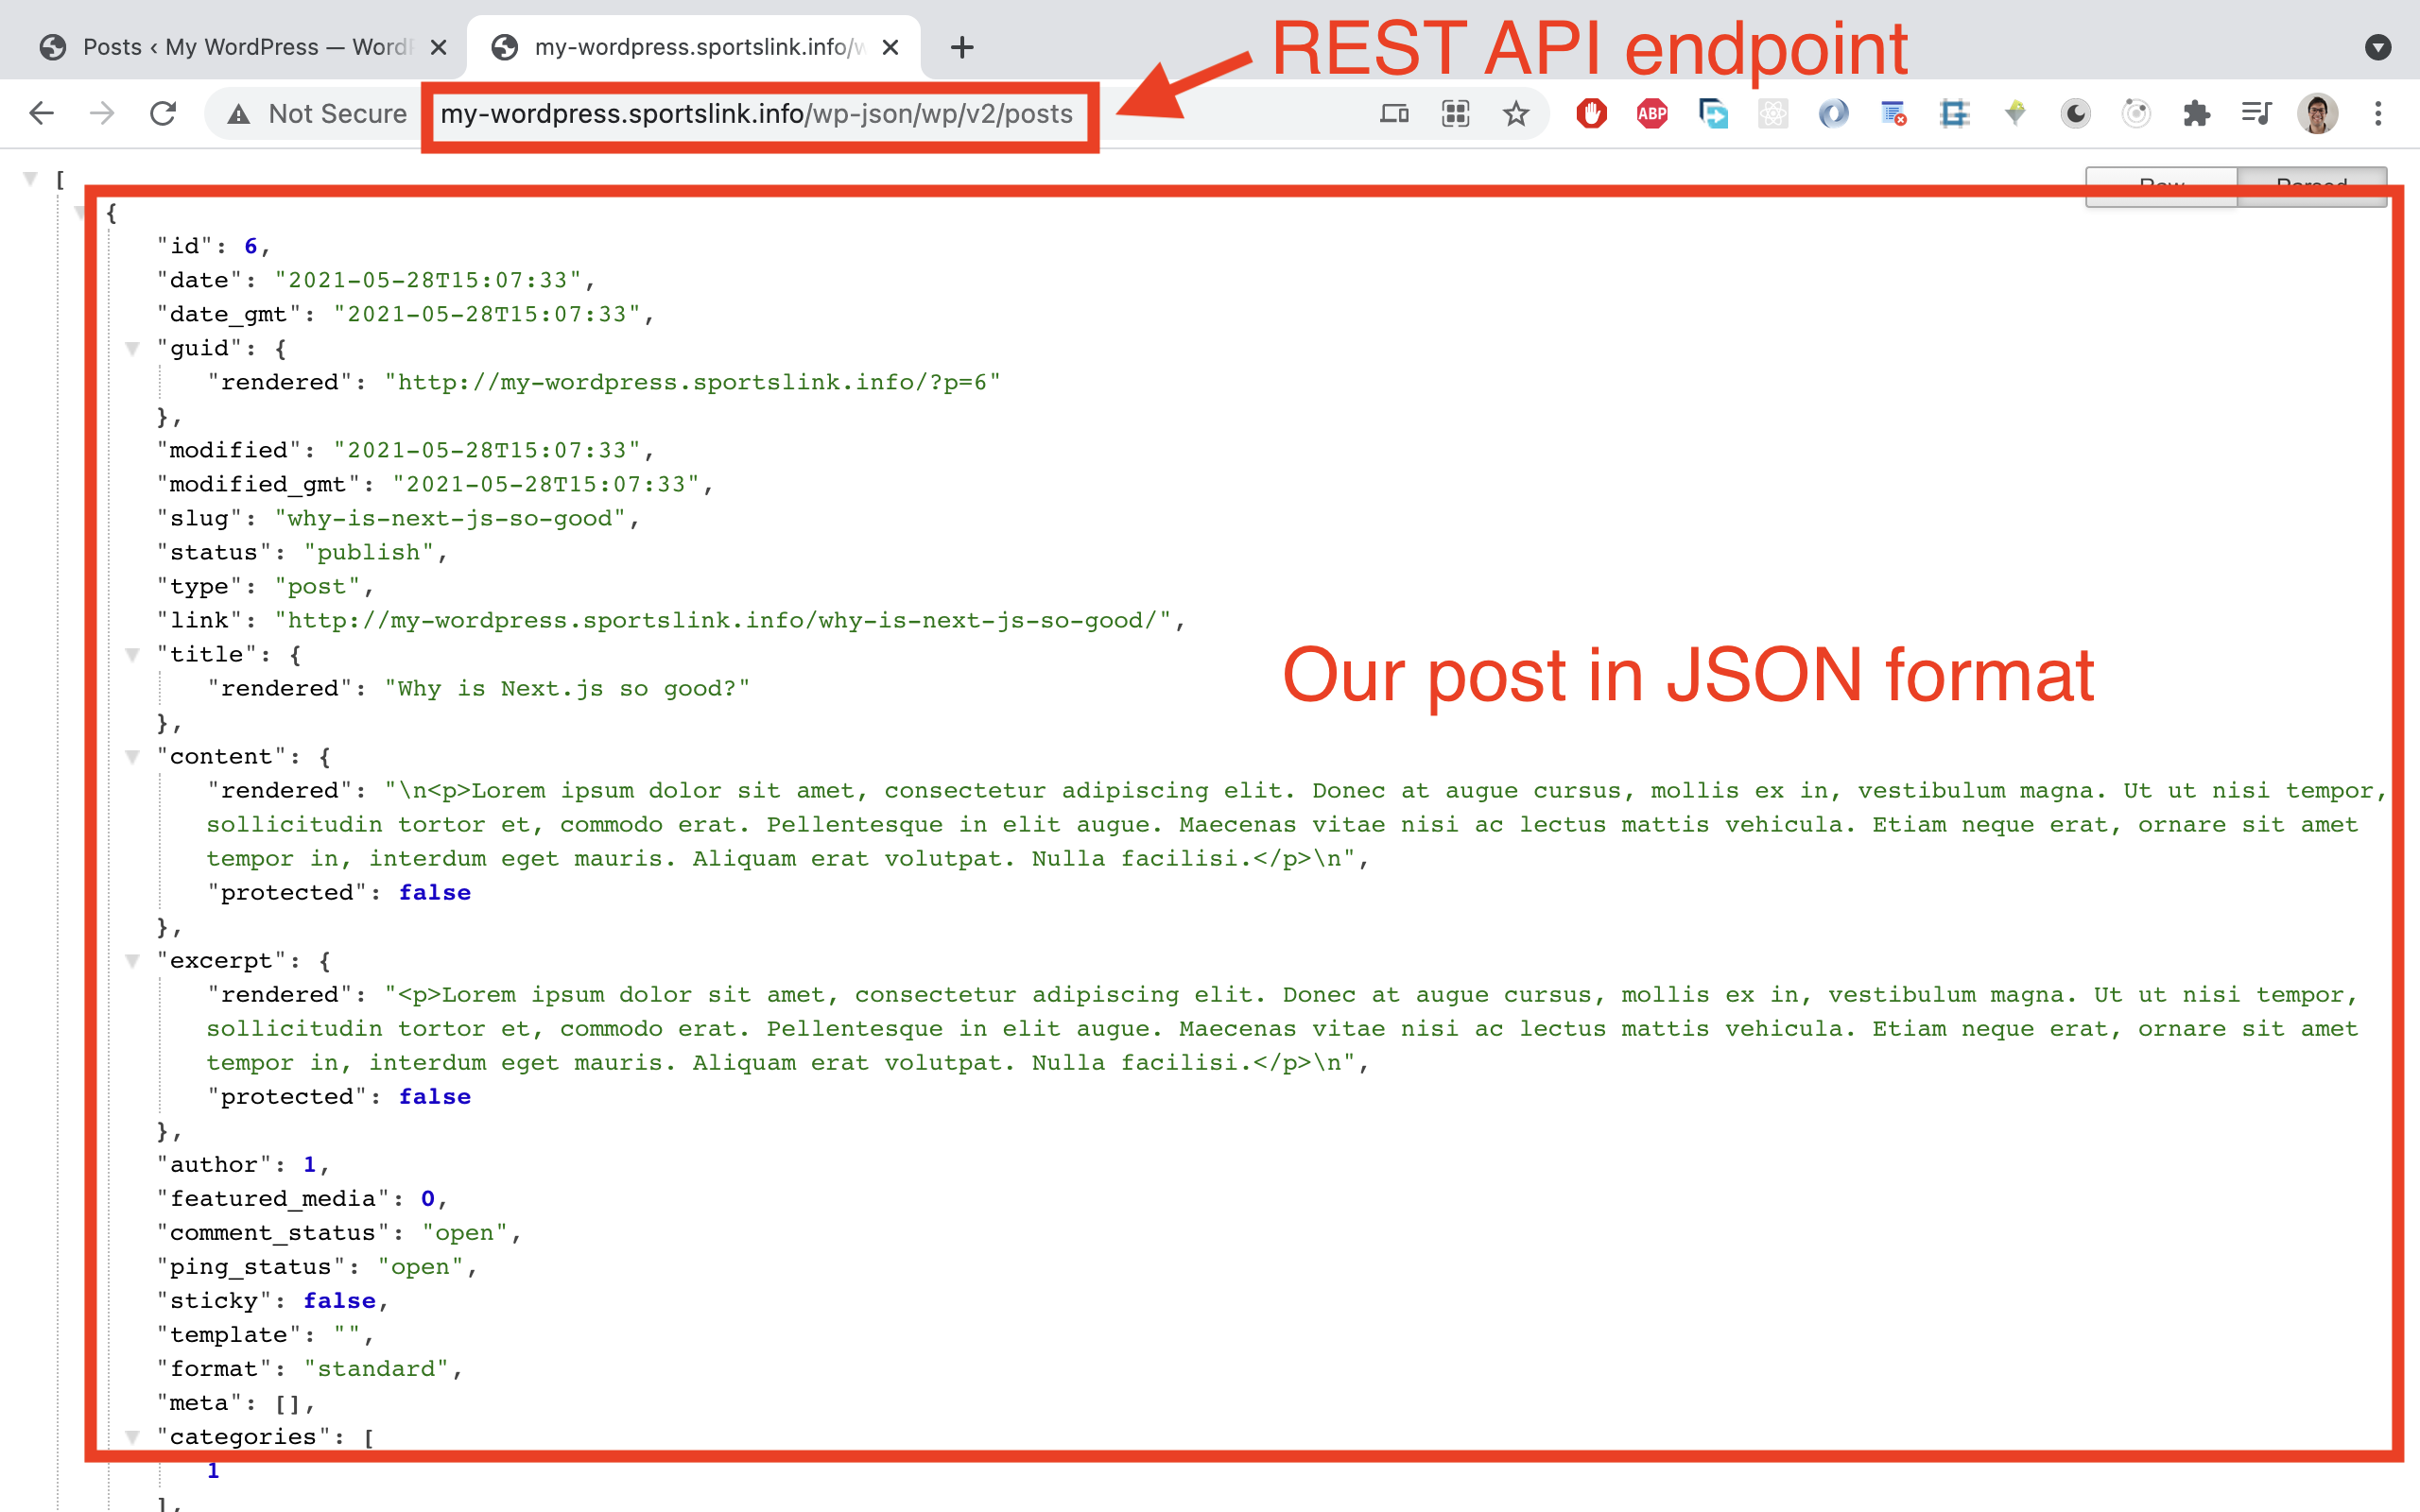 Posts ‹ My WordPress — WordP
my-wordpress.sportslink.info/w
REST API endpoint
Not Secure
my-wordpress.sportslink.info/wp-json/wp/v2/posts
ABP
[
Raw
Parsed
{
"id": 6,
"date": "2021-05-28T15:07:33",
"date_gmt": "2021-05-28T15:07:33",
"guid": {
"rendered": "http://my-wordpress.sportslink.info/?p=6"
},
"modified": "2021-05-28T15:07:33",
"modified_gmt": "2021-05-28T15:07:33",
"slug": "why-is-next-js-so-good",
"status": "publish",
"type": "post",
"link": "http://my-wordpress.sportslink.info/why-is-next-js-so-good/",
"title": {
"rendered": "Why is Next.js so good?"
Our post in JSON format
},
"content": {
"rendered": "\n<p>Lorem ipsum dolor sit amet, consectetur adipiscing elit. Donec at augue cursus, mollis ex in, vestibulum magna. Ut ut nisi tempor,
sollicitudin tortor et, commodo erat. Pellentesque in elit augue. Maecenas vitae nisi ac lectus mattis vehicula. Etiam neque erat, ornare sit amet
tempor in, interdum eget mauris. Aliquam erat volutpat. Nulla facilisi.</p>\n",
"protected": false
},
"excerpt": {
"rendered": "<p>Lorem ipsum dolor sit amet, consectetur adipiscing elit. Donec at augue cursus, mollis ex in, vestibulum magna. Ut ut nisi tempor,
sollicitudin tortor et, commodo erat. Pellentesque in elit augue. Maecenas vitae nisi ac lectus mattis vehicula. Etiam neque erat, ornare sit amet
tempor in, interdum eget mauris. Aliquam erat volutpat. Nulla facilisi.</p>\n",
"protected": false
},
"author": 1,
"featured_media": 0,
"comment_status": "open",
"ping_status": "open",
"sticky": false,
"template": "",
"format": "standard",
"meta": [],
"categories": [
1
],